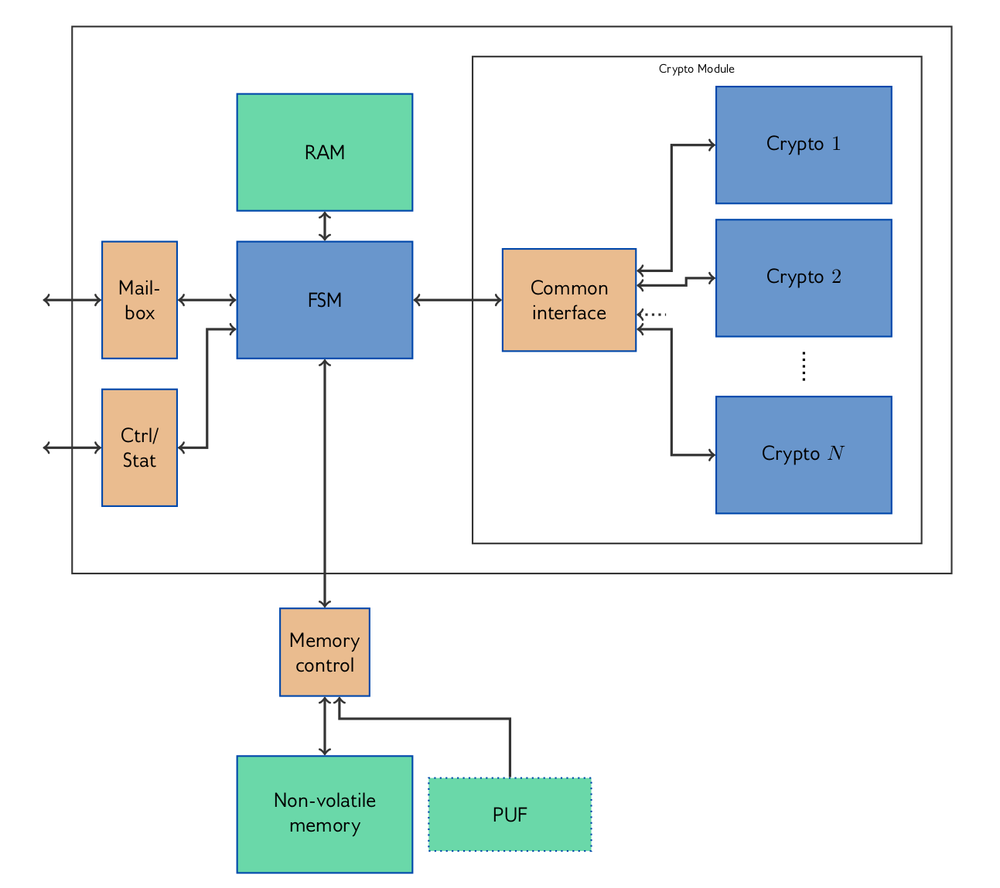 Crypto Module
RAM
Crypto 1
Mail-
box
FSM
Common
interface
Crypto 2
Ctrl/
Stat
Crypto N
Memory
control
Non-volatile
memory
PUF